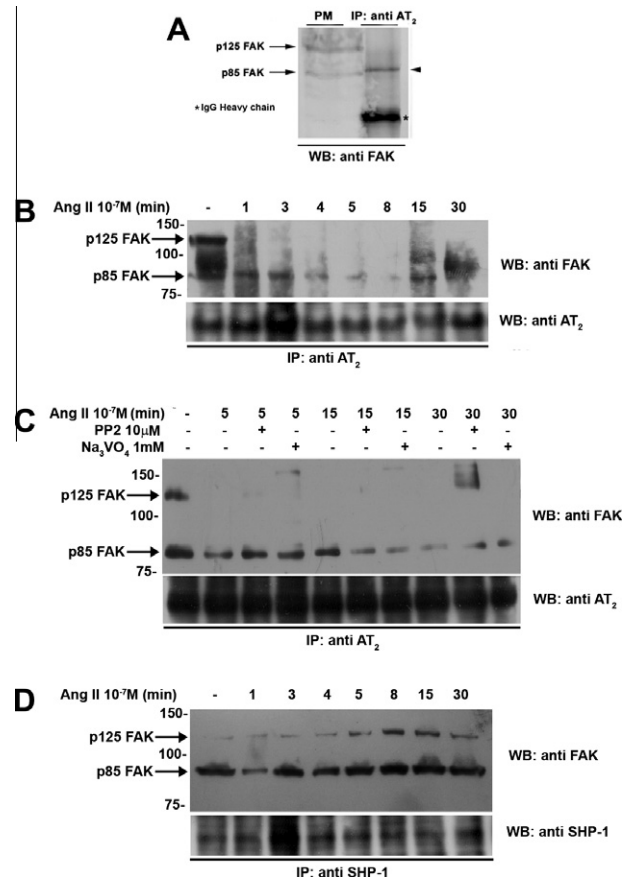 A
PM IP: anti AT2
p125 FAK
p85 FAK
*IgG Heavy chain
*
WB: anti FAK
B
Ang II 10-7M (min) - 1 3 4 5 8 15 30
150-
p125 FAK
100-
p85 FAK
75-
WB: anti FAK
WB: anti AT2
IP: anti AT2
C
Ang II 10-7M (min) - 5 5 5 15 15 15 30 30 30
PP2 10μM - - + - - + - - + -
Na3VO4 1mM - - - + - - + - - +
150-
p125 FAK
100-
p85 FAK
75-
WB: anti FAK
WB: anti AT2
IP: anti AT2
D
Ang II 10-7M (min) - 1 3 4 5 8 15 30
150-
p125 FAK
100-
p85 FAK
75-
WB: anti FAK
WB: anti SHP-1
IP: anti SHP-1